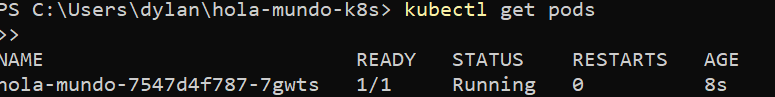 PS C:\Users\dylan\hola-mundo-k8s> kubectl get pods
>>
NAME READY STATUS RESTARTS AGE
hola-mundo-7547d4f787-7gwts 1/1 Running 0 8s